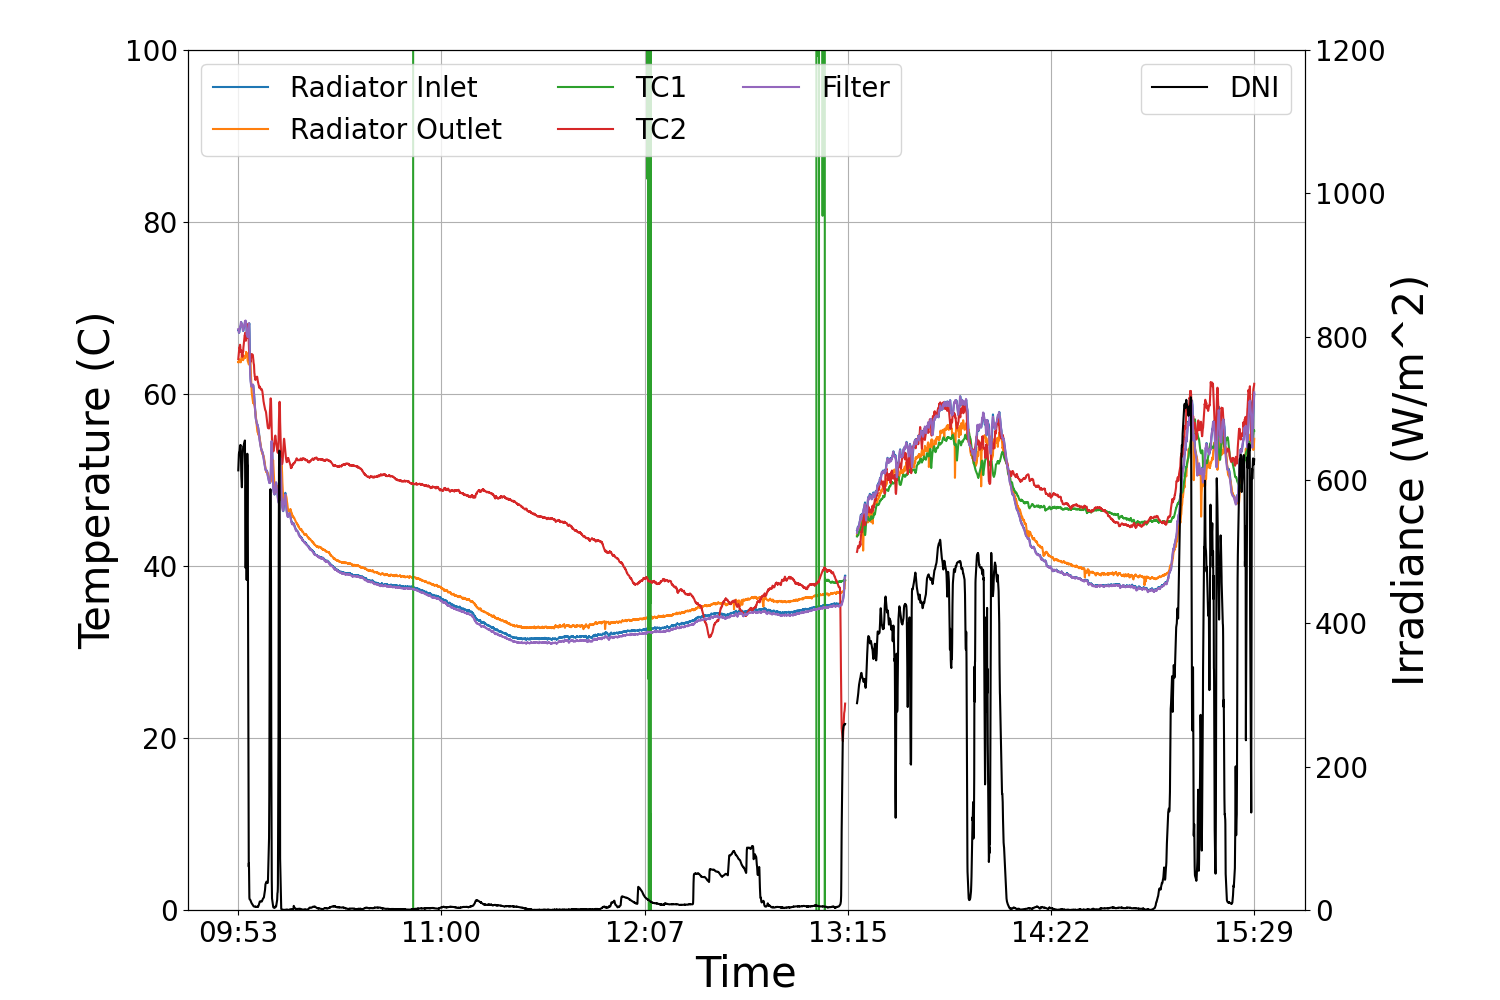 100
80
60
40
20
0
Temperature (C)
Radiator Inlet
Radiator Outlet
TC1
TC2
Filter
DNI
1200
1000
800
600
400
200
0
Irradiance (W/m^2)
09:53
11:00
12:07
13:15
14:22
15:29
Time